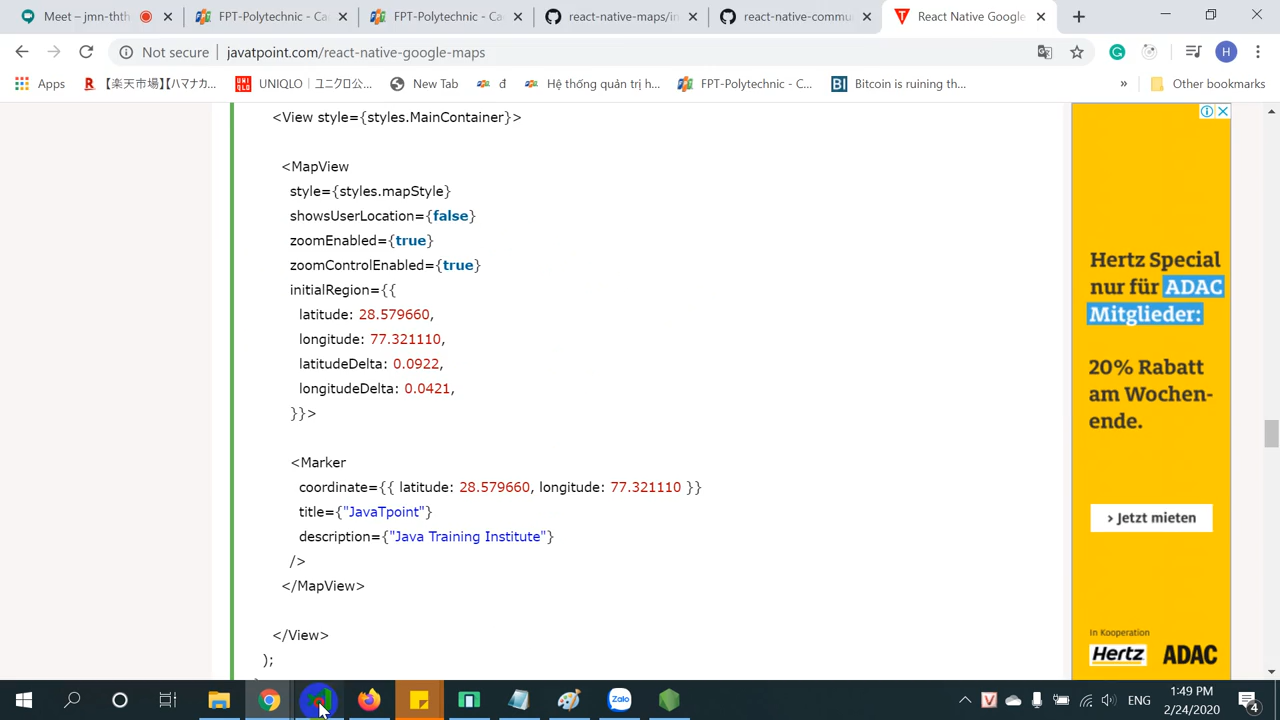 Meet – jmn-thth
FPT-Polytechnic - Ca
FPT-Polytechnic - Ca
react-native-maps/in
react-native-commu
React Native Google
Not secure
javatpoint.com/react-native-google-maps
H
Apps
【楽天市場】【ハマナカ...
UNIQLO | ユニクロ公...
New Tab
đ
Hệ thống quản trị h...
FPT-Polytechnic - C...
Bitcoin is ruining th...
»
Other bookmarks
<View style={styles.MainContainer}>
<MapView
style={styles.mapStyle}
showsUserLocation={false}
zoomEnabled={true}
zoomControlEnabled={true}
initialRegion={{
latitude: 28.579660,
longitude: 77.321110,
latitudeDelta: 0.0922,
longitudeDelta: 0.0421,
}}>
<Marker
coordinate={{ latitude: 28.579660, longitude: 77.321110 }}
title={"JavaTpoint"}
description={"Java Training Institute"}
/>
</MapView>
</View>
);
Hertz Special
nur für ADAC
Mitglieder:
20% Rabatt
am Wochen-
ende.
› Jetzt mieten
In Kooperation
Hertz ADAC
Zalo
ENG
1:49 PM
2/24/2020
4